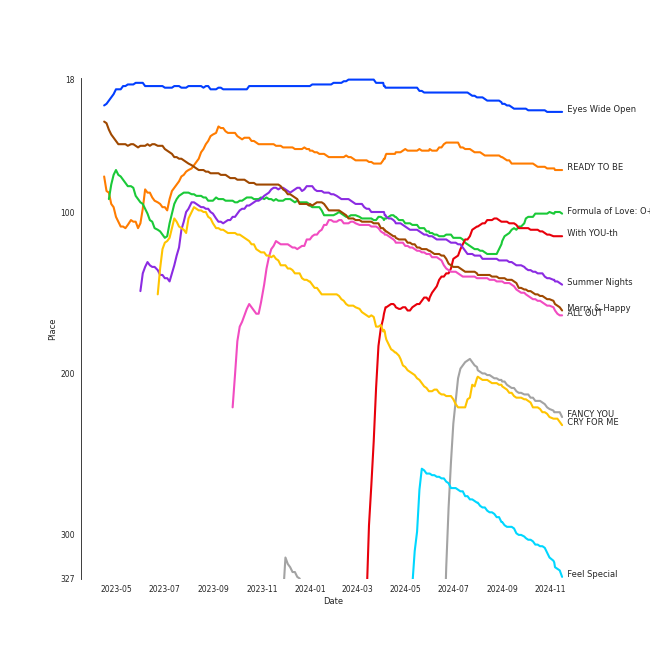 18
Eyes Wide Open
READY TO BE
100
Formula of Love: O+
With YOU-th
Summer Nights
Merry & Happy
ALL OUT
Place
200
FANCY YOU
CRY FOR ME
300
Feel Special
327
2023-05 2023-07 2023-09 2023-11 2024-01 2024-03 2024-05 2024-07 2024-09 2024-11
Date